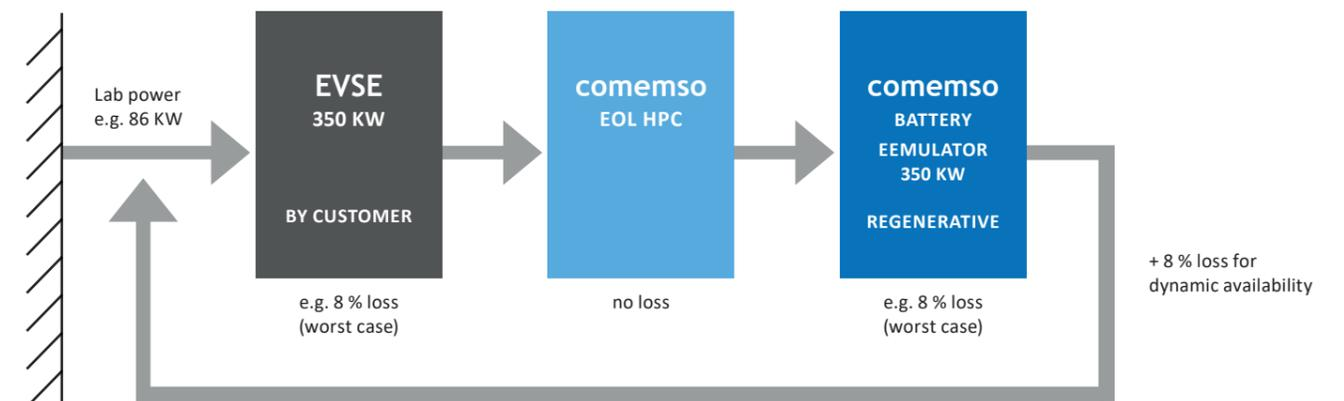 Lab power
e.g. 86 KW
EVSE
350 KW
BY CUSTOMER
comemso
EOL HPC
comemso
BATTERY
EEMULATOR
350 KW
REGENERATIVE
e.g. 8 % loss
(worst case)
no loss
e.g. 8 % loss
(worst case)
+ 8 % loss for
dynamic availability